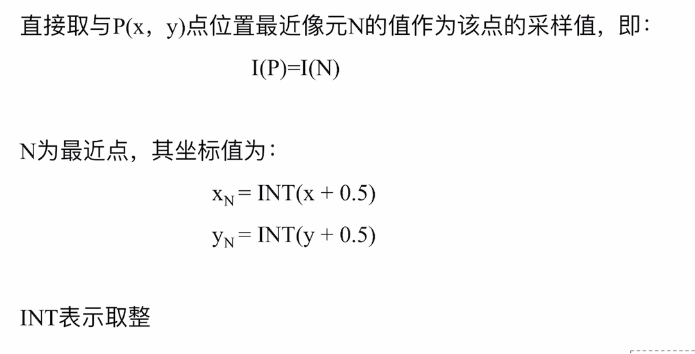 直接取与P(x，y)点位置最近像元N的值作为该点的采样值，即：
I(P)=I(N)
N为最近点，其坐标值为：
xN = INT(x + 0.5)
yN = INT(y + 0.5)
INT表示取整